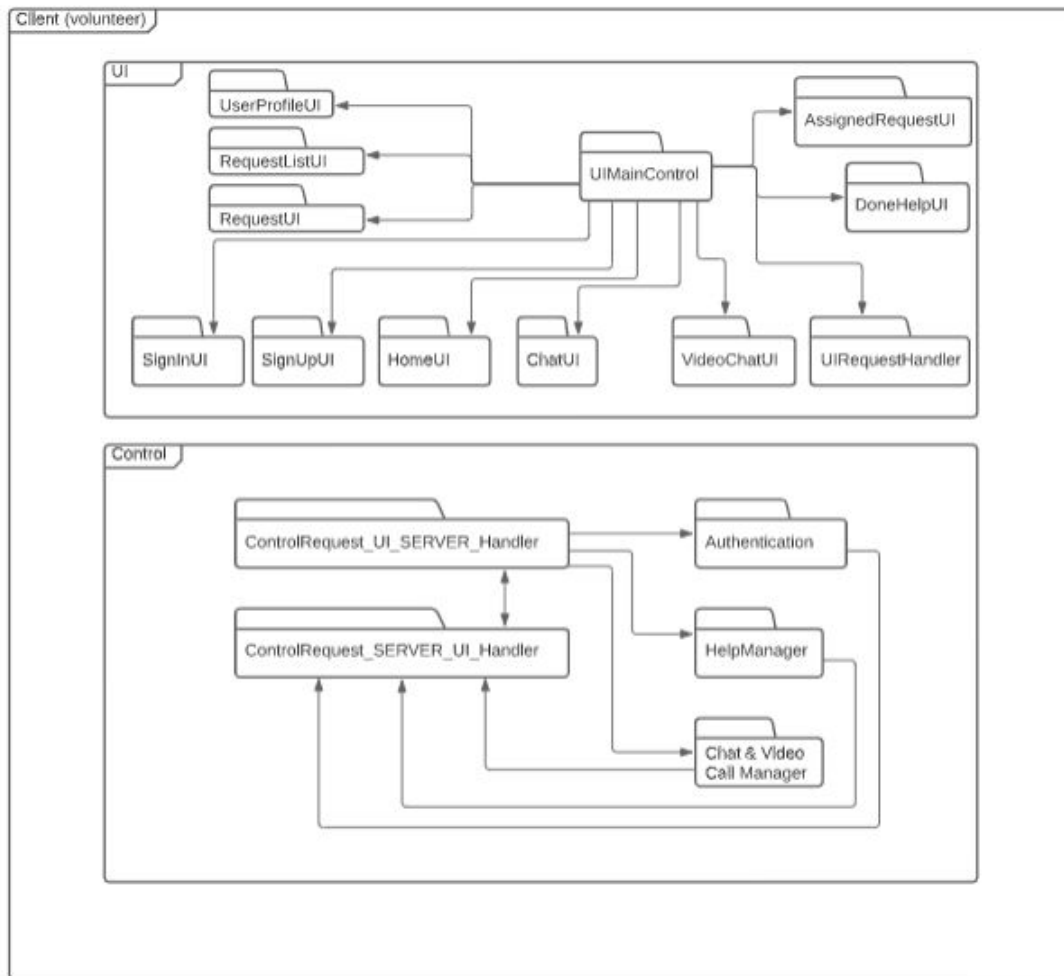 Client (volunteer)
UI
UserProfileUI
AssignedRequestUI
RequestListUI
UIMainControl
DoneHelpUI
RequestUI
SignInUI
SignUpUI
HomeUI
ChatUI
VideoChatUI
UIRequestHandler
Control
ControlRequest_UI_SERVER_Handler
Authentication
ControlRequest_SERVER_UI_Handler
HelpManager
Chat & Video
Call Manager